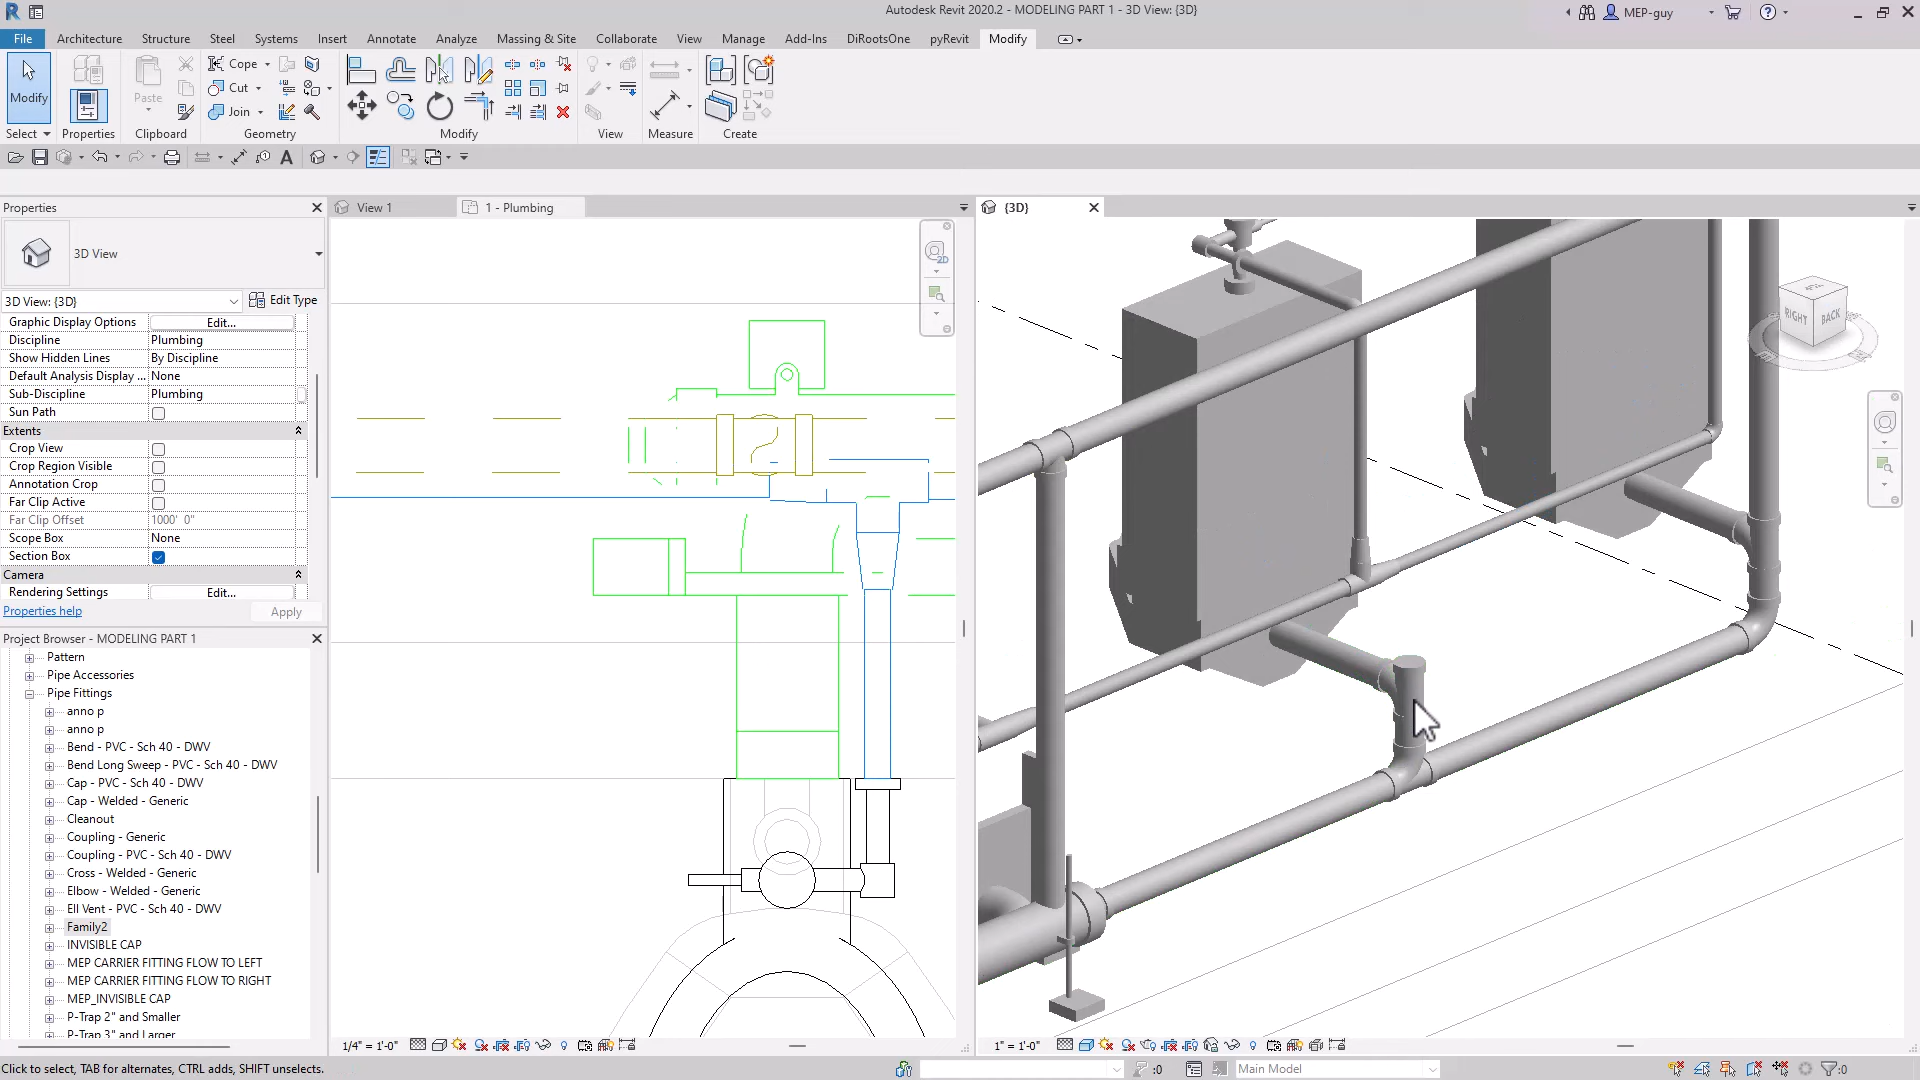 Autodesk Revit 2020.2 - MODELING PART 1 - 3D View: {3D}
MEP-guy
File
Architecture
Structure
Steel
Systems
Insert
Annotate
Analyze
Massing & Site
Collaborate
View
Manage
Add-Ins
DiRootsOne
pyRevit
Modify
Modify
Select
Properties
Paste
Clipboard
Cope
Cut
Join
Geometry
Modify
View
Measure
Create
Properties
View 1
1 - Plumbing
{3D}
3D View
3D View: {3D}
Edit Type
Graphic Display Options
Edit...
Discipline
Plumbing
Show Hidden Lines
By Discipline
Default Analysis Display ...
None
Sub-Discipline
Plumbing
Sun Path
Extents
Crop View
Crop Region Visible
Annotation Crop
Far Clip Active
Far Clip Offset
1000' 0"
Scope Box
None
Section Box
Camera
Rendering Settings
Edit...
Properties help
Apply
Project Browser - MODELING PART 1
Pattern
Pipe Accessories
Pipe Fittings
anno p
anno p
Bend - PVC - Sch 40 - DWV
Bend Long Sweep - PVC - Sch 40 - DWV
Cap - PVC - Sch 40 - DWV
Cap - Welded - Generic
Cleanout
Coupling - Generic
Coupling - PVC - Sch 40 - DWV
Cross - Welded - Generic
Elbow - Welded - Generic
Ell Vent - PVC - Sch 40 - DWV
Family2
INVISIBLE CAP
MEP CARRIER FITTING FLOW TO LEFT
MEP CARRIER FITTING FLOW TO RIGHT
MEP_INVISIBLE CAP
P-Trap 2" and Smaller
P-Trap 3" and Larger
2D
RIGHT
BACK
1/4" = 1'-0"
1" = 1'-0"
Click to select, TAB for alternates, CTRL adds, SHIFT unselects.
:0
Main Model
:0